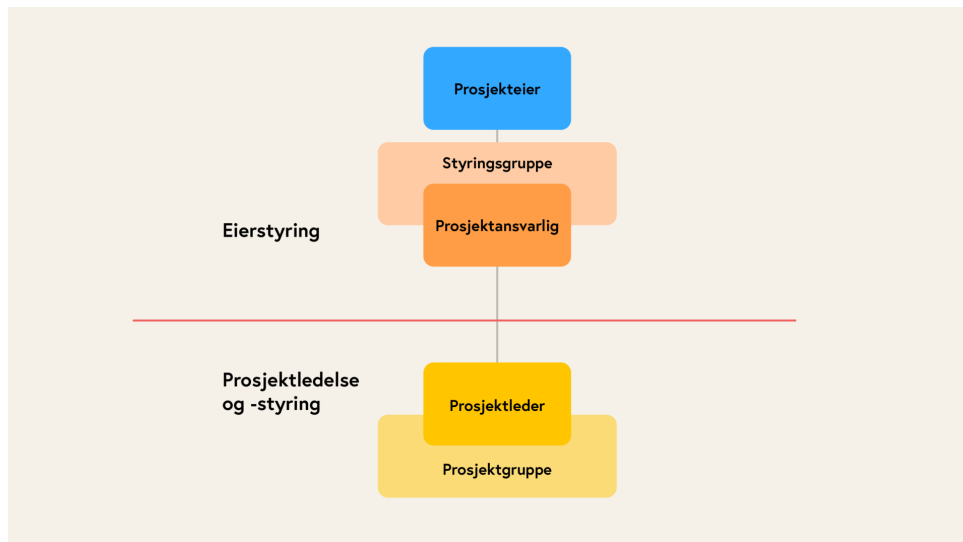 Prosjekteier
Styringsgruppe
Prosjektansvarlig
Eierstyring
Prosjektledelse
og -styring
Prosjektleder
Prosjektgruppe